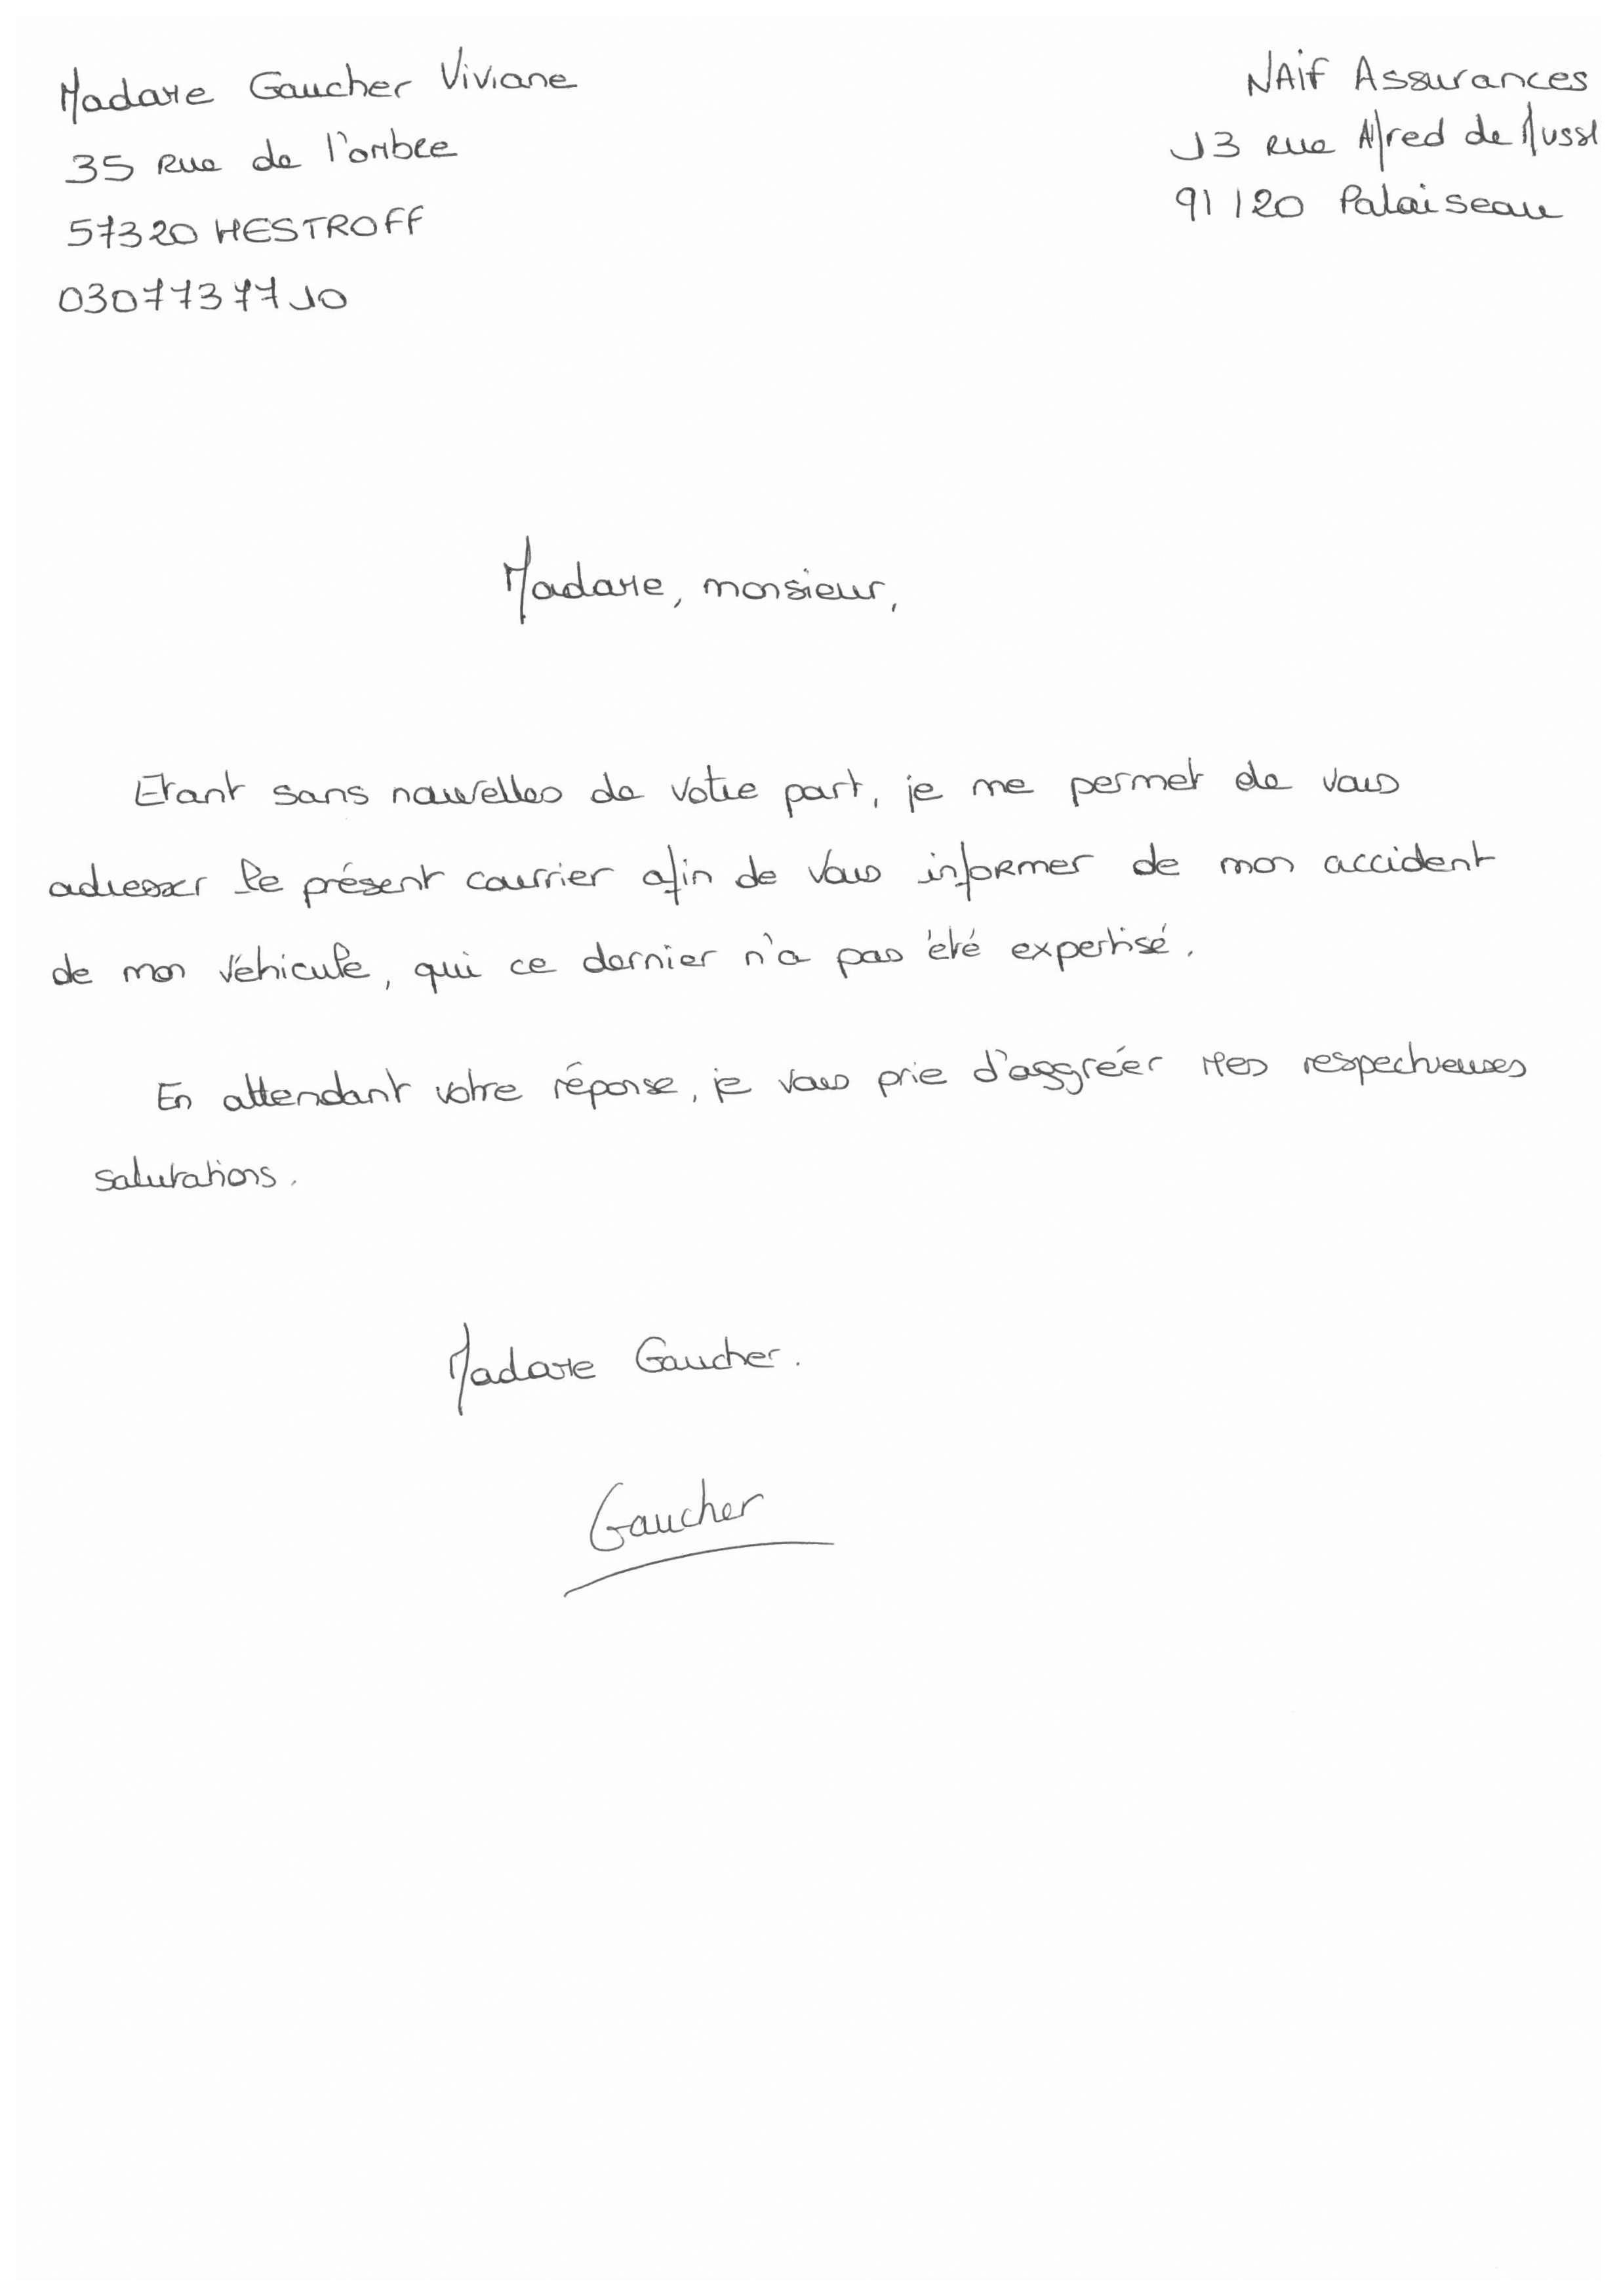 Madame Gaucher Viviane
35 Rue de l'ombre
57320 HESTROFF
0307737710
NAIF Assurances
13 rue Alfred de Muss
91120 Palaiseau
Madame, monsieur,
Etant sans nouvelles de votre part, je me permet de vous
adresser le présent courrier afin de vous informer de mon accident
de mon véhicule, qui ce dernier n'a pas été expertisé.
En attendant votre réponse, je vous prie d'aggréer mes respectueuses
salutations.
Madame Gaucher.
Gaucher